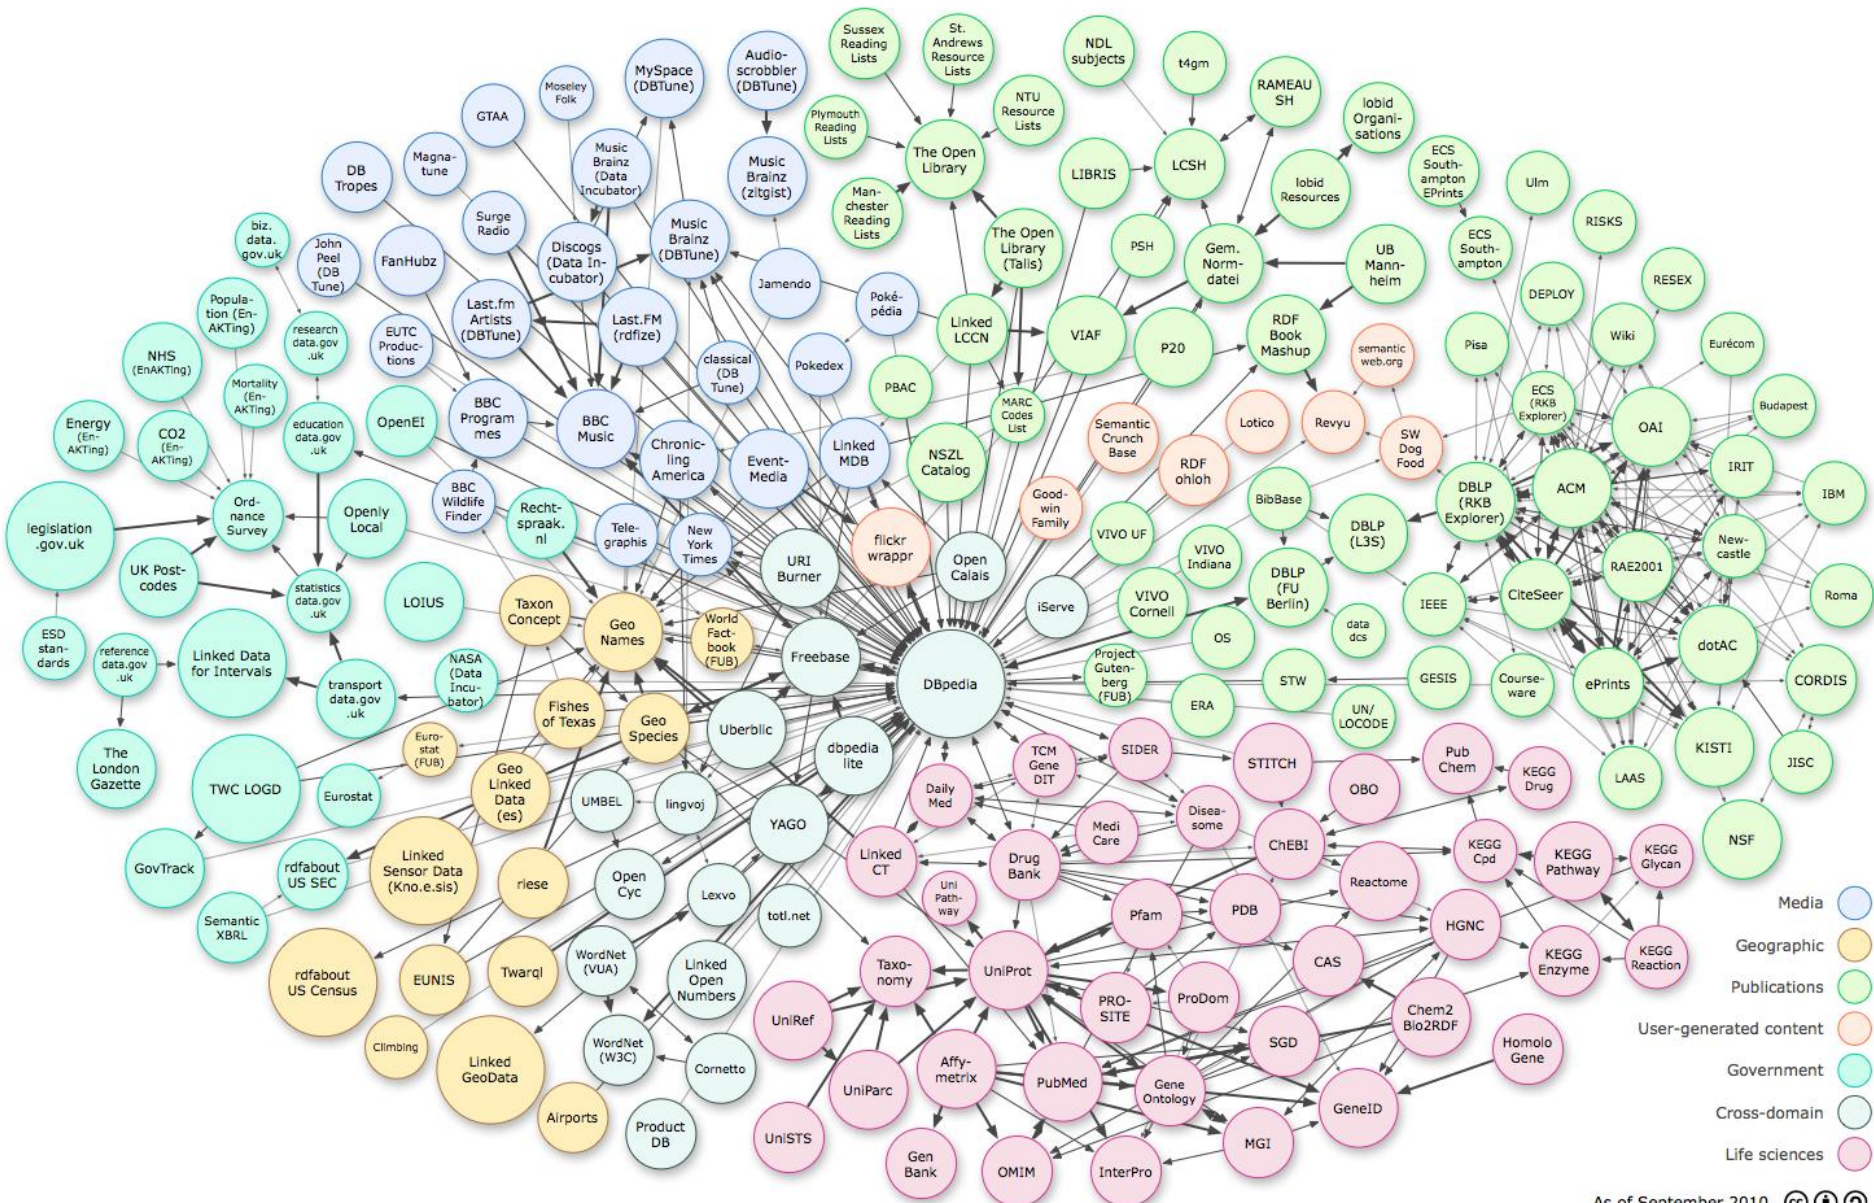 Sussex
Reading
Lists
St.
Andrews
Resource
Lists
NDL
subjects
t4gm
RAMEAU
SH
lobid
Organi-
sations
Audio-
scrobbler
(DBTune)
MySpace
(DBTune)
Moseley
Folk
GTAA
Plymouth
Reading
Lists
NTU
Resource
Lists
The Open
Library
LIBRIS
LCSH
lobid
Resources
ECS
South-
ampton
EPrints
Ulm
Magna-
tune
DB
Tropes
Music
Brainz
(Data
Incubator)
Music
Brainz
(zitgist)
Man-
chester
Reading
Lists
RISKS
Surge
Radio
biz.
data.
gov.uk
John
Peel
(DB
Tune)
FanHubz
Discogs
(Data In-
cubator)
Music
Brainz
(DBTune)
Jamendo
The Open
Library
(Talis)
PSH
Gem.
Norm-
datei
UB
Mann-
heim
ECS
South-
ampton
RESEX
DEPLOY
Popula-
tion (En-
AKTing)
research
data.gov
.uk
Last.fm
Artists
(DBTune)
Last.FM
(rdfize)
Poké-
pédia
Linked
LCCN
VIAF
P20
RDF
Book
Mashup
semantic
web.org
Pisa
Wiki
Eurécom
NHS
(EnAKTing)
EUTC
Produc-
tions
classical
(DB
Tune)
Pokedex
PBAC
MARC
Codes
List
Mortality
(En-
AKTing)
Energy
(En-
AKTing)
CO2
(En-
AKTing)
education
data.gov
.uk
OpenEI
BBC
Program
mes
BBC
Music
Chronic-
ling
America
Event-
Media
Linked
MDB
NSZL
Catalog
Semantic
Crunch
Base
RDF
ohloh
Lotico
Revyu
SW
Dog
Food
ECS
(RKB
Explorer)
OAI
Budapest
IRIT
IBM
legislation
.gov.uk
Ord-
nance
Survey
Openly
Local
BBC
Wildlife
Finder
Recht-
spraak.
nl
Tele-
graphis
New
York
Times
URI
Burner
flickr
wrappr
Open
Calais
Good-
win
Family
VIVO UF
VIVO
Indiana
BibBase
DBLP
(L3S)
DBLP
(RKB
Explorer)
ACM
New-
castle
UK Post-
codes
statistics
data.gov
.uk
LOIUS
Taxon
Concept
Geo
Names
World
Fact-
book
(FUB)
Freebase
iServe
VIVO
Cornell
DBLP
(FU
Berlin)
data
dcs
IEEE
CiteSeer
RAE2001
Roma
ESD
stan-
dards
reference
data.gov
.uk
Linked Data
for Intervals
transport
data.gov
.uk
NASA
(Data
Incu-
bator)
Fishes
of Texas
Geo
Species
Uberblic
dbpedia
lite
DBpedia
Project
Guten-
berg
(FUB)
OS
ERA
STW
UN/
LOCODE
GESIS
Course-
ware
ePrints
dotAC
CORDIS
The
London
Gazette
TWC LOGD
Eurostat
Euro-
stat
(FUB)
Geo
Linked
Data
(es)
UMBEL
lingvoj
YAGO
Daily
Med
TCM
Gene
DIT
SIDER
STITCH
Pub
Chem
KEGG
Drug
LAAS
KISTI
JISC
NSF
GovTrack
rdfabout
US SEC
Linked
Sensor Data
(Kno.e.sis)
riese
Open
Cyc
Lexvo
totl.net
Linked
CT
Uni
Path-
way
Drug
Bank
Medi
Care
Disea-
some
ChEBI
OBO
Reactome
KEGG
Cpd
KEGG
Pathway
KEGG
Glycan
Semantic
XBRL
rdfabout
US Census
EUNIS
Twarql
WordNet
(VUA)
Linked
Open
Numbers
Taxo-
nomy
UniProt
Pfam
PDB
HGNC
CAS
KEGG
Enzyme
KEGG
Reaction
Climbing
Linked
GeoData
Airports
WordNet
(W3C)
Cornetto
Product
DB
UniRef
UniParc
UniSTS
Affy-
metrix
Gen
Bank
OMIM
PubMed
PRO-
SITE
ProDom
Gene
Ontology
InterPro
SGD
MGI
GeneID
Chem2
Bio2RDF
Homolo
Gene
Media
Geographic
Publications
User-generated content
Government
Cross-domain
Life sciences
As of September 2010